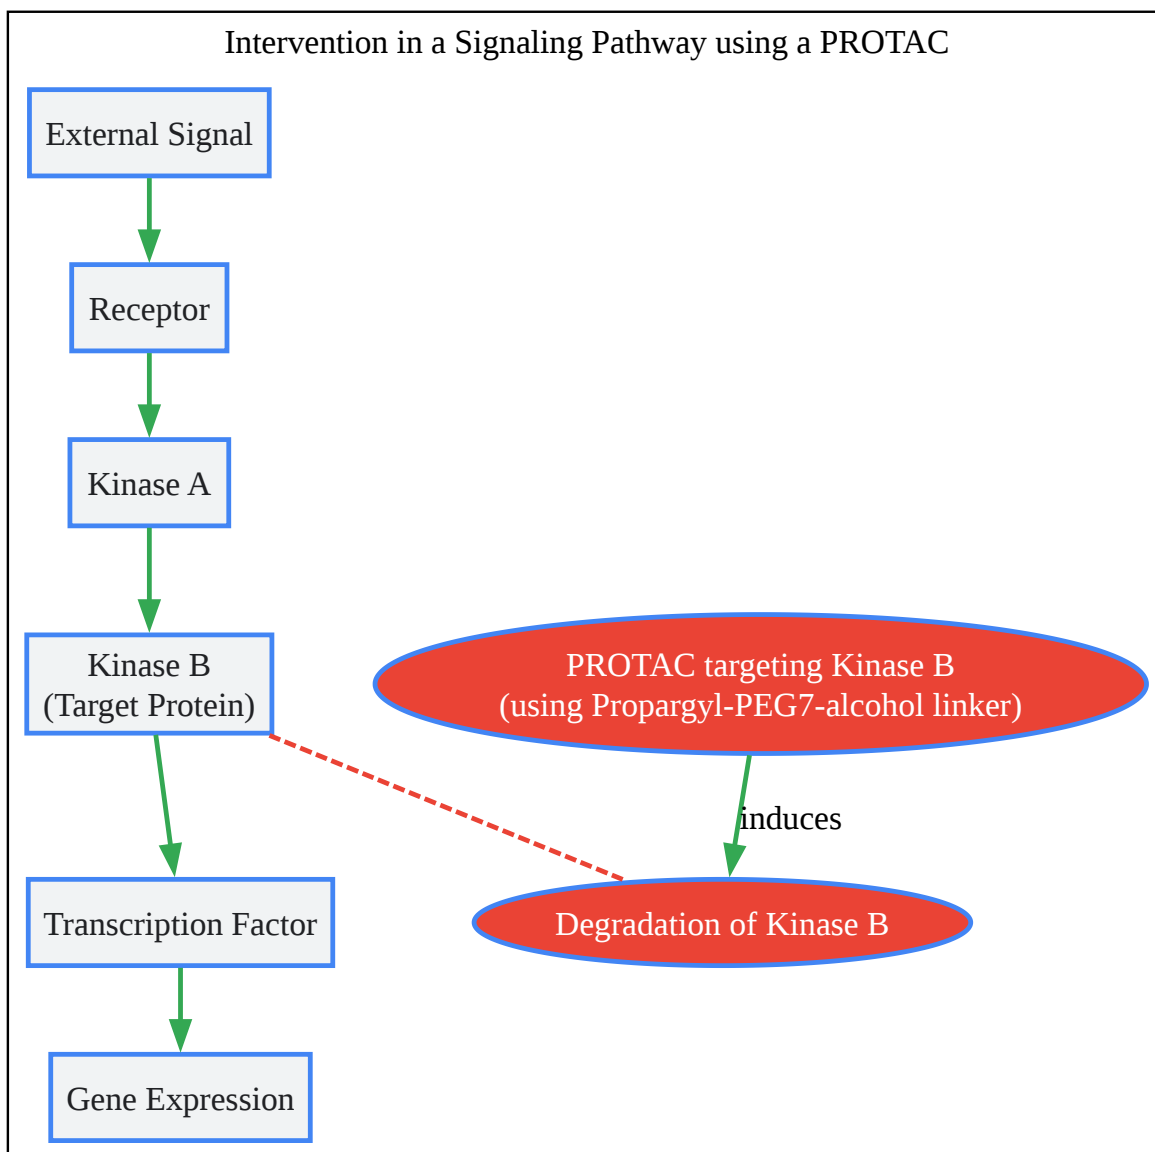 Intervention in a Signaling Pathway using a PROTAC
External Signal
Receptor
Kinase A
Kinase B
(Target Protein)
PROTAC targeting Kinase B
(using Propargyl-PEG7-alcohol linker)
induces
Transcription Factor
Degradation of Kinase B
Gene Expression